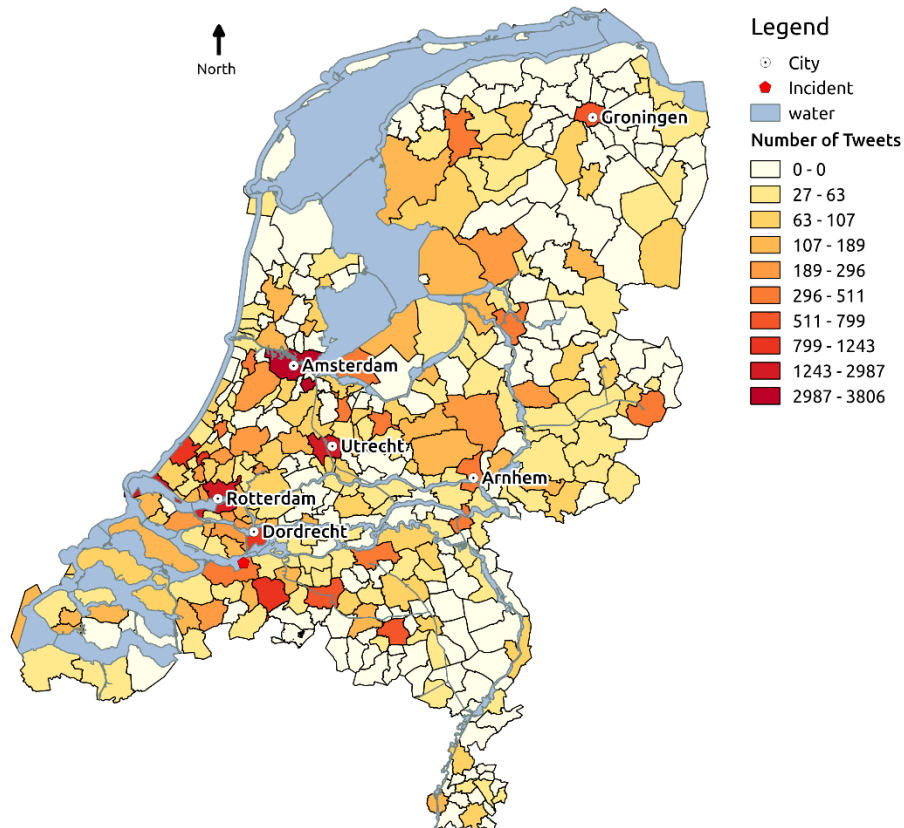 North
Legend
City
Incident
water
Number of Tweets
0 - 0
27 - 63
63 - 107
107 - 189
189 - 296
296 - 511
511 - 799
799 - 1243
1243 - 2987
2987 - 3806
Groningen
Amsterdam
Utrecht
Arnhem
Rotterdam
Dordrecht